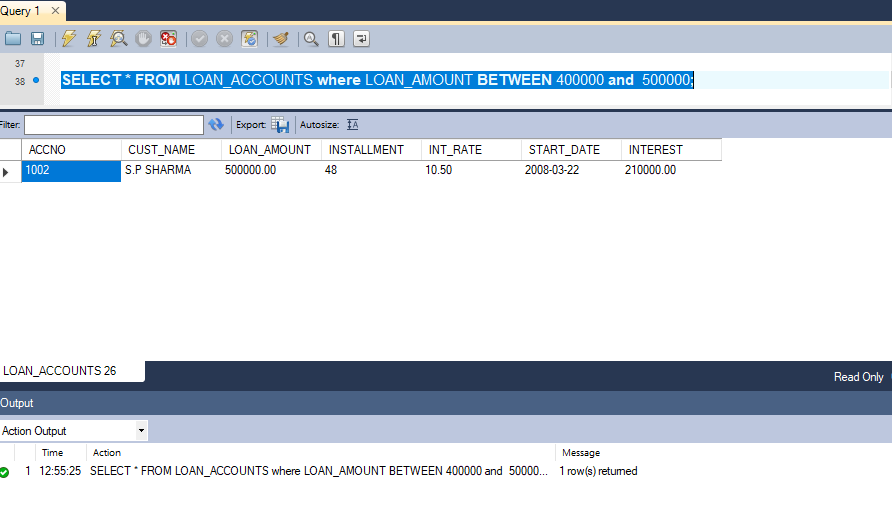 Query 1 ×
37
38 SELECT * FROM LOAN_ACCOUNTS where LOAN_AMOUNT BETWEEN 400000 and  500000;
Filter: Export: Autosize:
ACCNO CUST_NAME LOAN_AMOUNT INSTALLMENT INT_RATE START_DATE INTEREST
1002 S.P SHARMA 500000.00 48 10.50 2008-03-22 210000.00
LOAN_ACCOUNTS 26
Read Only
Output
Action Output
Time Action Message
1 12:55:25 SELECT * FROM LOAN_ACCOUNTS where LOAN_AMOUNT BETWEEN 400000 and  50000... 1 row(s) returned